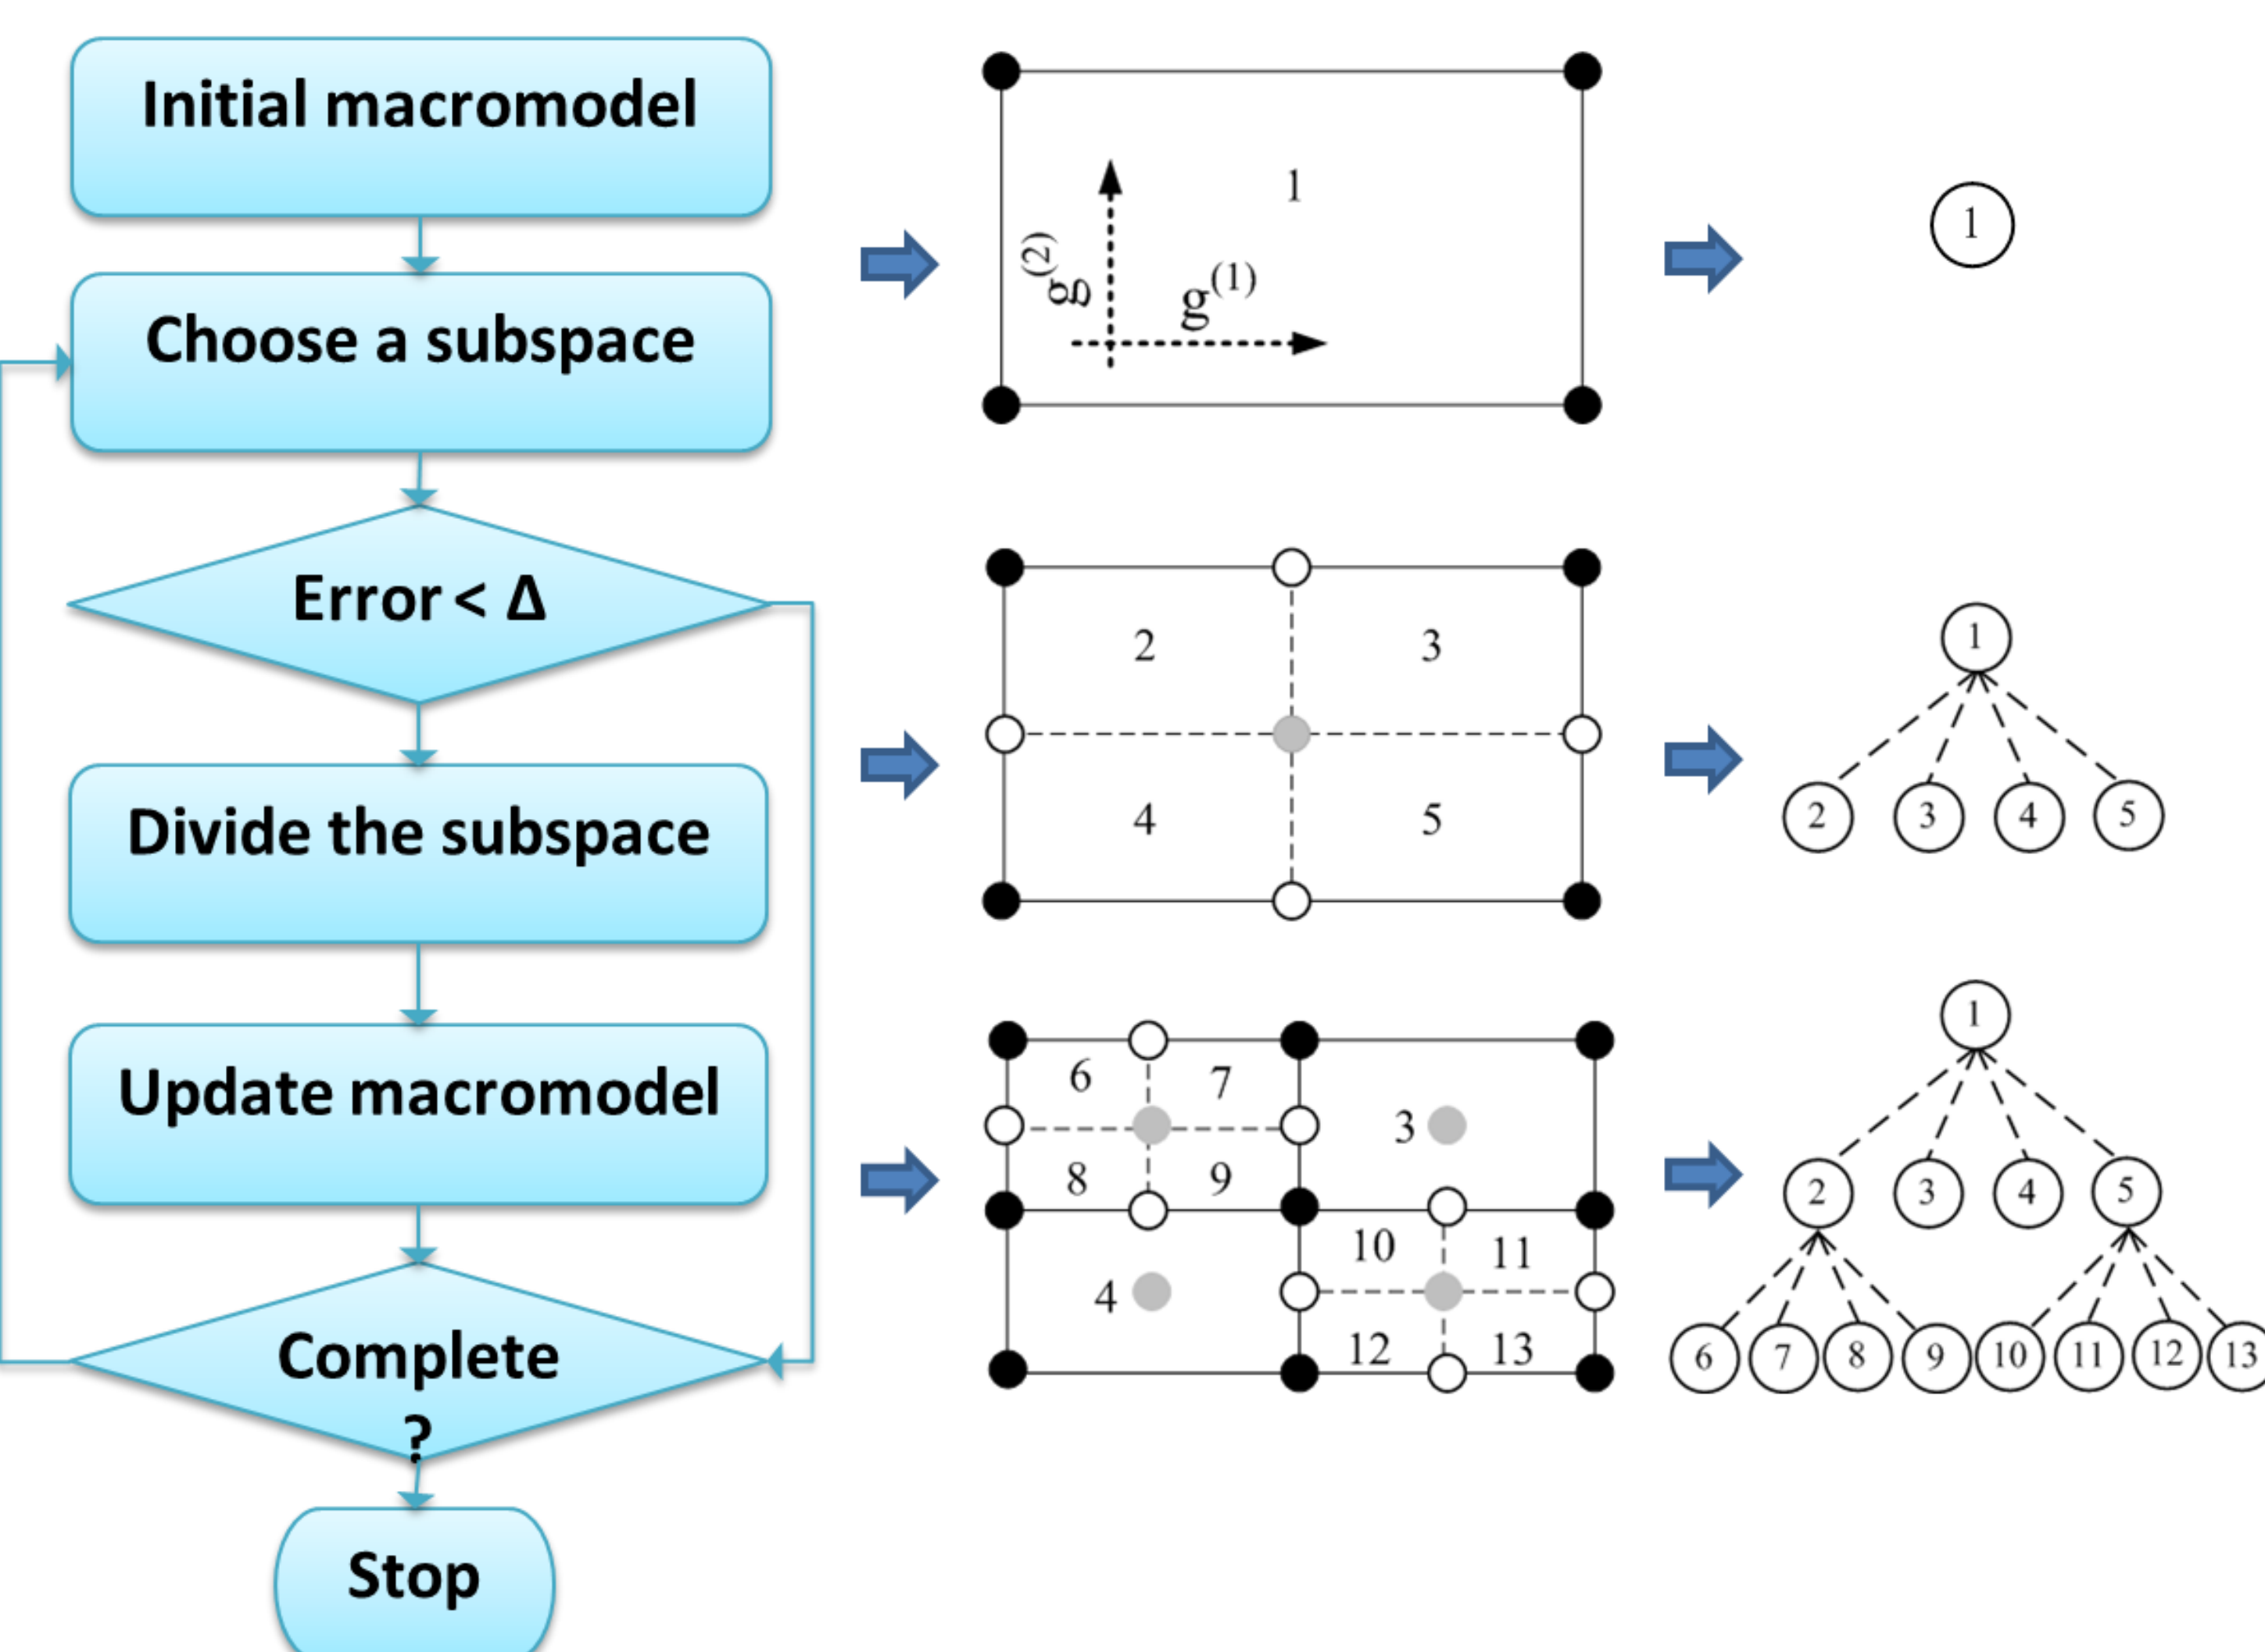 Initial macromodel
Choose a subspace
Error < Δ
Divide the subspace
Update macromodel
Complete
?
Stop
1
g(2)
g(1)
1
2 3
4 5
1
2 3 4 5
6 7
3
8 9
10 11
4
12 13
1
2 3 4 5
6 7 8 9 10 11 12 13